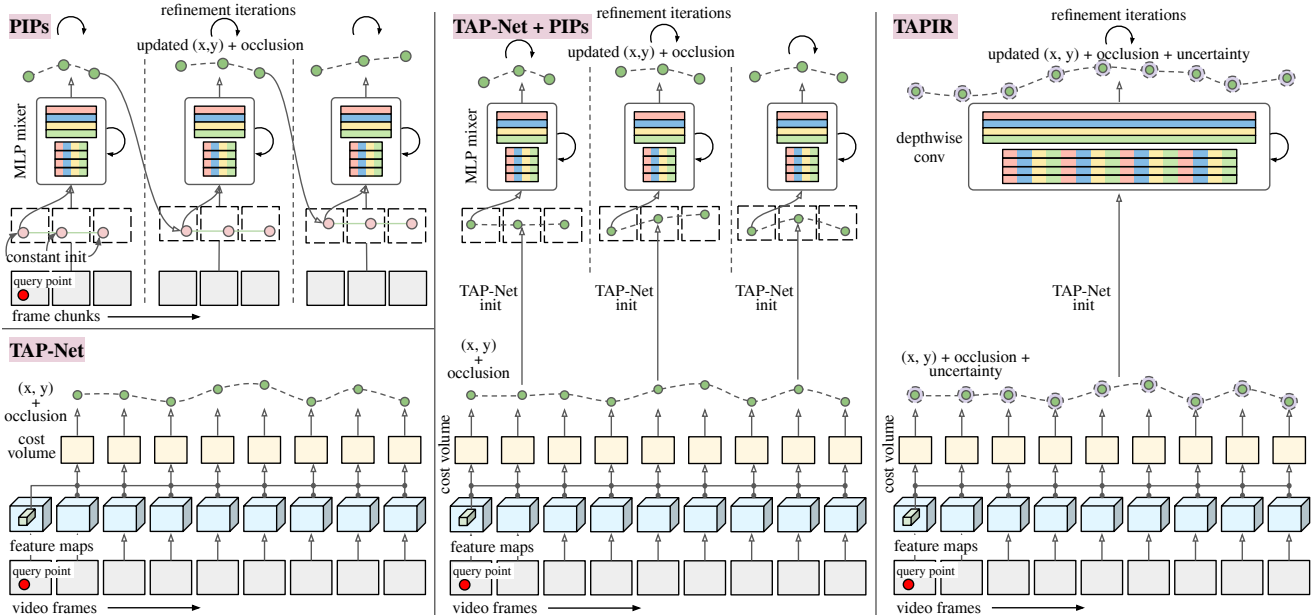 PIPs
refinement iterations
updated (x,y) + occlusion
MLP mixer
constant init
query point
frame chunks
TAP-Net
(x, y)
+
occlusion
cost
volume
feature maps
query point
video frames
TAP-Net + PIPs
refinement iterations
updated (x,y) + occlusion
MLP mixer
TAP-Net
init
TAP-Net
init
TAP-Net
init
(x, y)
+
occlusion
cost volume
feature maps
query point
video frames
TAPIR
refinement iterations
updated (x, y) + occlusion + uncertainty
depthwise
conv
TAP-Net
init
(x, y) + occlusion +
uncertainty
cost volume
feature maps
query point
video frames